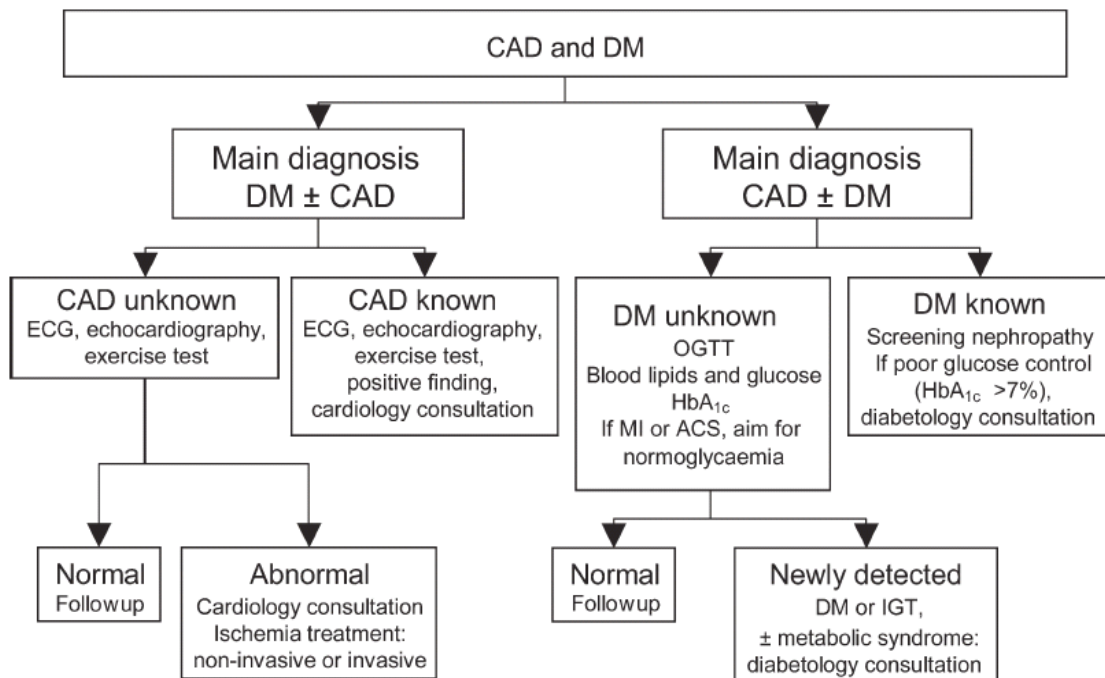 CAD and DM
Main diagnosis
DM ± CAD
Main diagnosis
CAD ± DM
CAD unknown
ECG, echocardiography,
exercise test
CAD known
ECG, echocardiography,
exercise test,
positive finding,
cardiology consultation
DM unknown
OGTT
Blood lipids and glucose
HbA1c
If MI or ACS, aim for
normoglycaemia
DM known
Screening nephropathy
If poor glucose control
(HbA1c >7%),
diabetology consultation
Normal
Followup
Abnormal
Cardiology consultation
Ischemia treatment:
non-invasive or invasive
Normal
Followup
Newly detected
DM or IGT,
± metabolic syndrome:
diabetology consultation